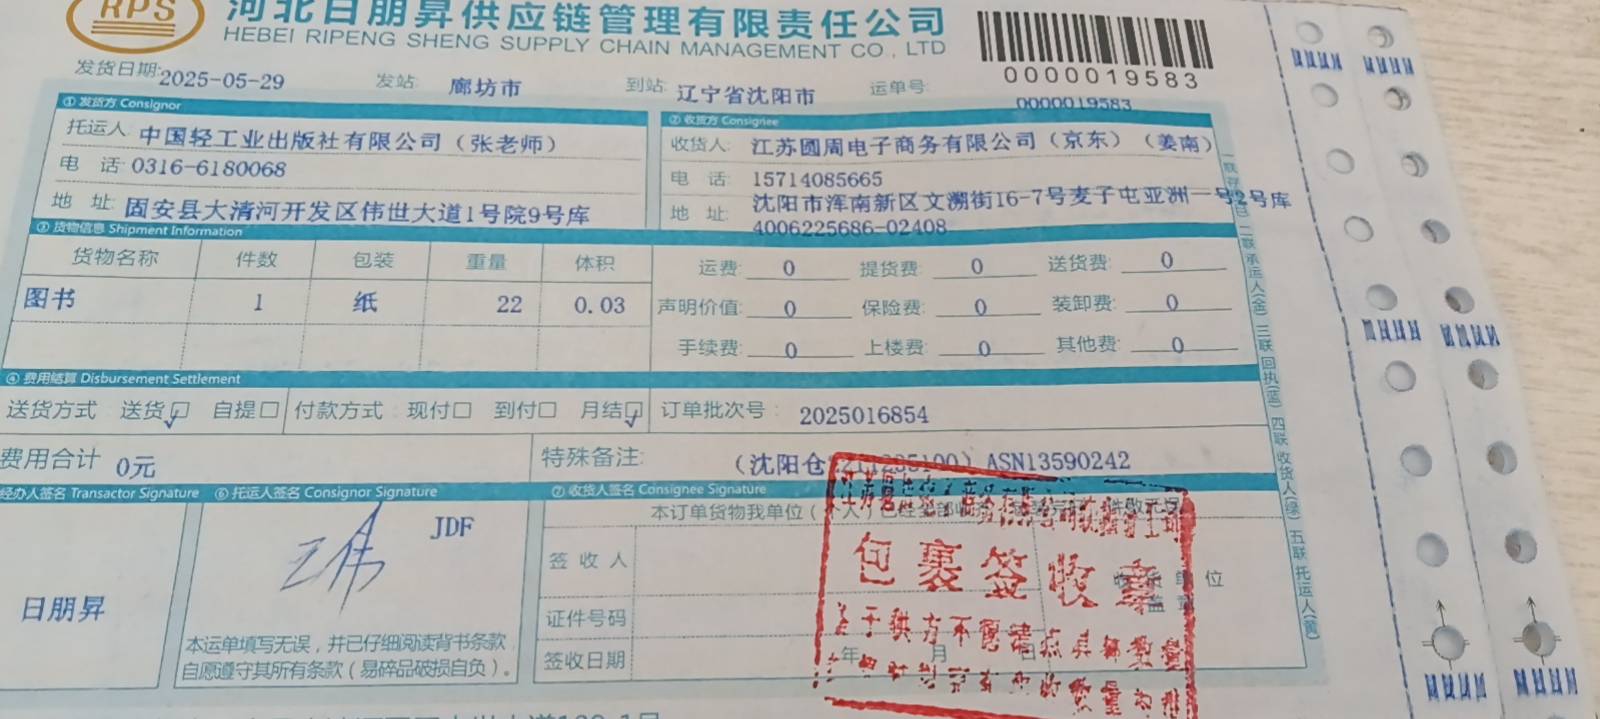 RPS
河北日朋昇供应链管理有限责任公司
HEBEI RIPENG SHENG SUPPLY CHAIN MANAGEMENT CO., LTD
0000019583
发货日期: 2025-05-29 发站: 廊坊市 到站: 辽宁省沈阳市 运单号: 0000019583
① 发货方 Consignor
托运人: 中国轻工业出版社有限公司（张老师）
电 话: 0316-6180068
地 址: 固安县大清河开发区伟世大道1号院9号库
② 收货方 Consignee
收货人: 江苏圆周电子商务有限公司（京东）（姜南）
电 话: 15714085665
地 址: 沈阳市浑南新区文溯街16-7号麦子屯亚洲一号2号库
4006225686-02408
③ 货物信息 Shipment Information
货物名称 件数 包装 重量 体积
图书 1 纸 22 0.03
运费: 0 提货费: 0 送货费: 0
声明价值: 0 保险费: 0 装卸费: 0
手续费: 0 上楼费: 0 其他费: 0
④ 费用结算 Disbursement Settlement
送货方式 送货☑ 自提□ 付款方式: 现付□ 到付□ 月结☑ 订单批次号: 2025016854
费用合计 0元 特殊备注: （沈阳仓 ）ASN13590242
经办人签名 Transactor Signature
日朋昇
⑥ 托运人签名 Consignor Signature
王伟 JDF
本运单填写无误，并已仔细阅读背书条款，
自愿遵守其所有条款（易碎品破损自负）。
⑦ 收货人签名 Consignee Signature
本订单货物我单位（
签收人
证件号码
签收日期 年 月 日
单位
盖章
包裹签收章
二联承运人(金) 三联回执(蓝) 四联收货人(绿) 五联托运人(黄)